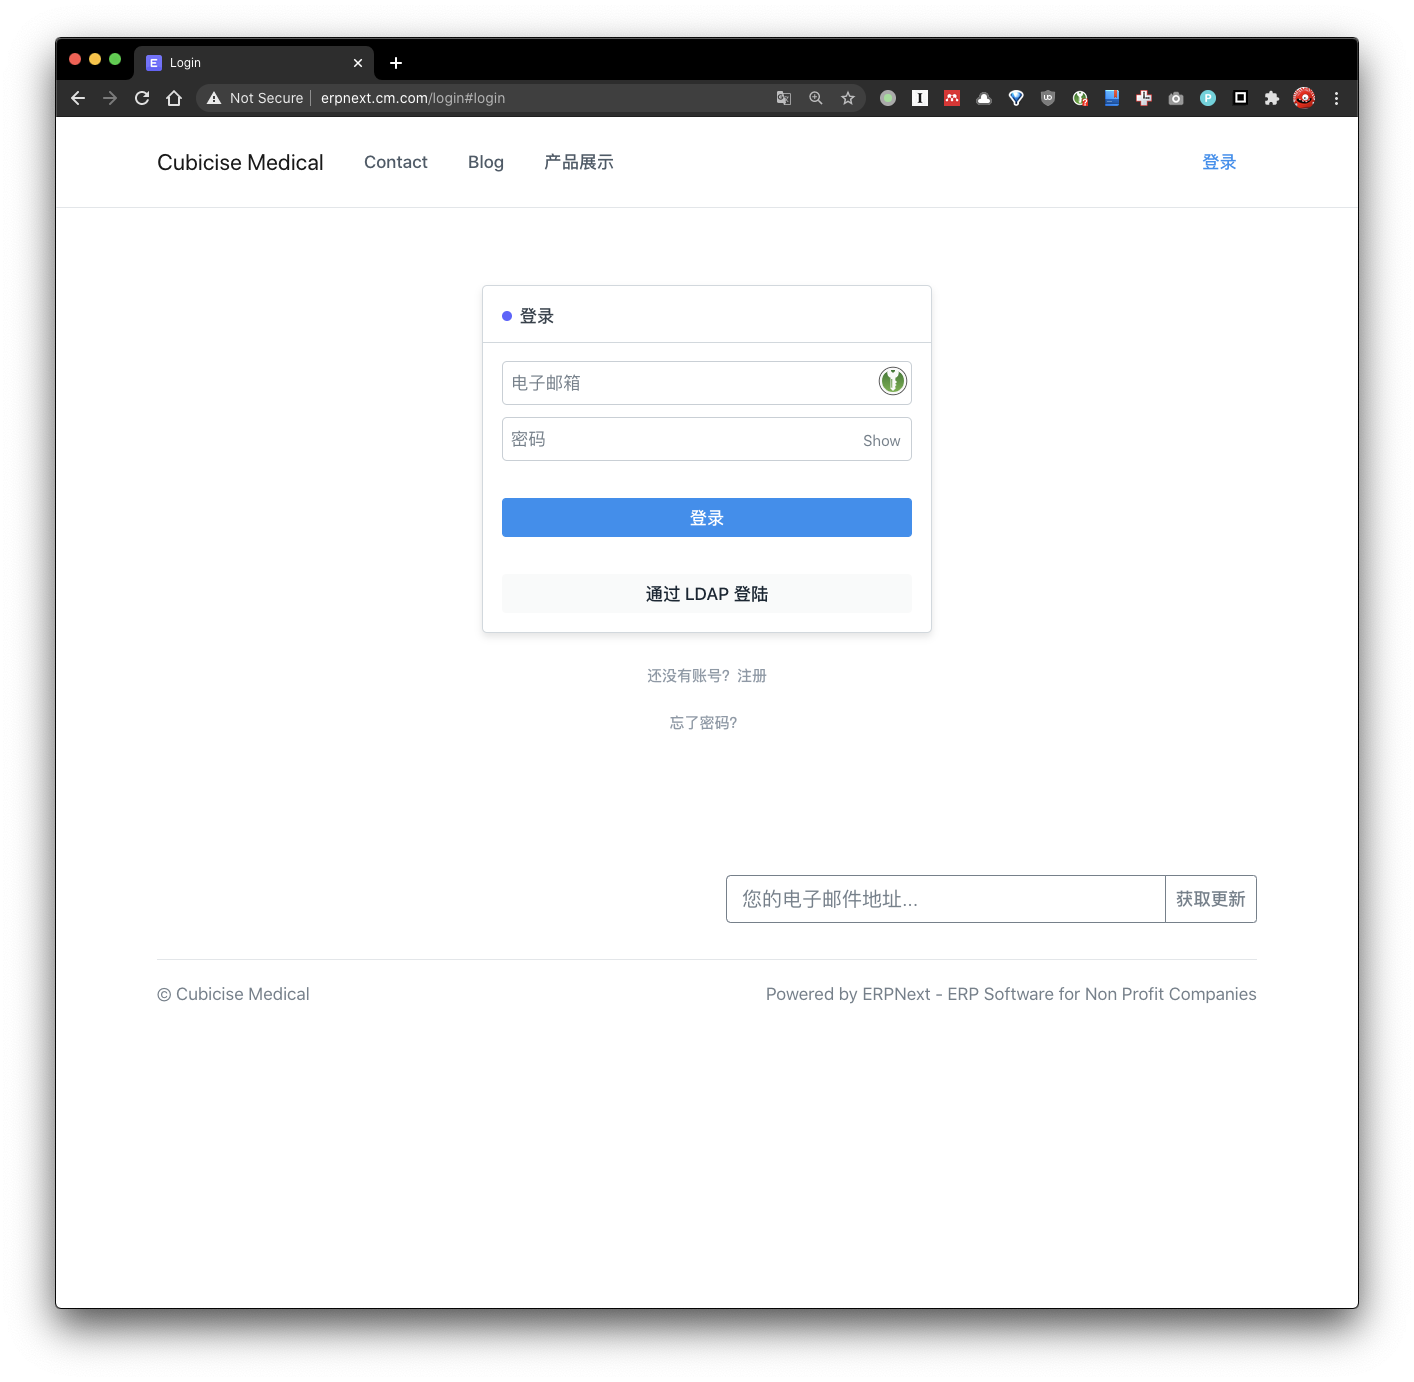 Login
Not Secure
erpnext.cm.com/login#login
Cubicise Medical
Contact
Blog
产品展示
登录
登录
电子邮箱
密码
Show
登录
通过 LDAP 登陆
还没有账号? 注册
忘了密码?
您的电子邮件地址...
获取更新
© Cubicise Medical
Powered by ERPNext - ERP Software for Non Profit Companies